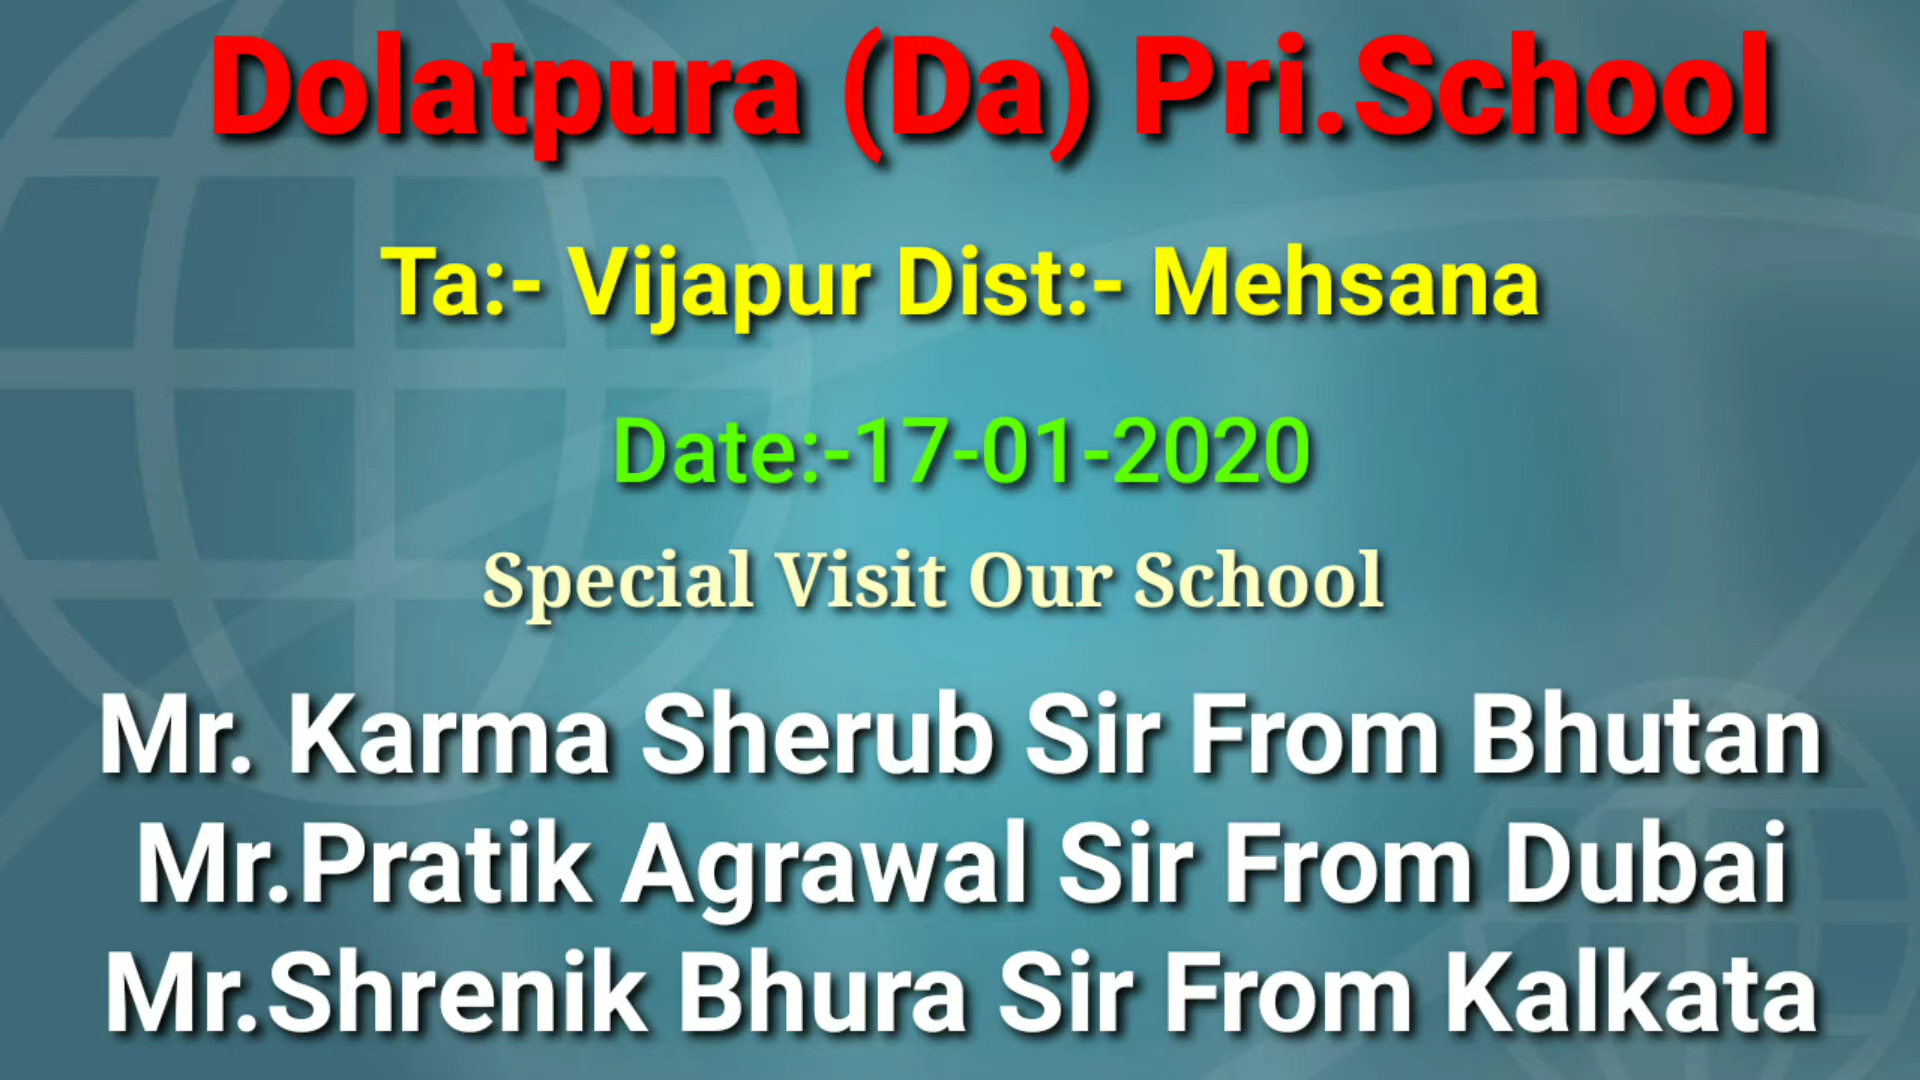 Dolatpura (Da) Pri.School
Ta:- Vijapur Dist:- Mehsana
Date:-17-01-2020
Special Visit Our School
Mr. Karma Sherub Sir From Bhutan
Mr.Pratik Agrawal Sir From Dubai
Mr.Shrenik Bhura Sir From Kalkata